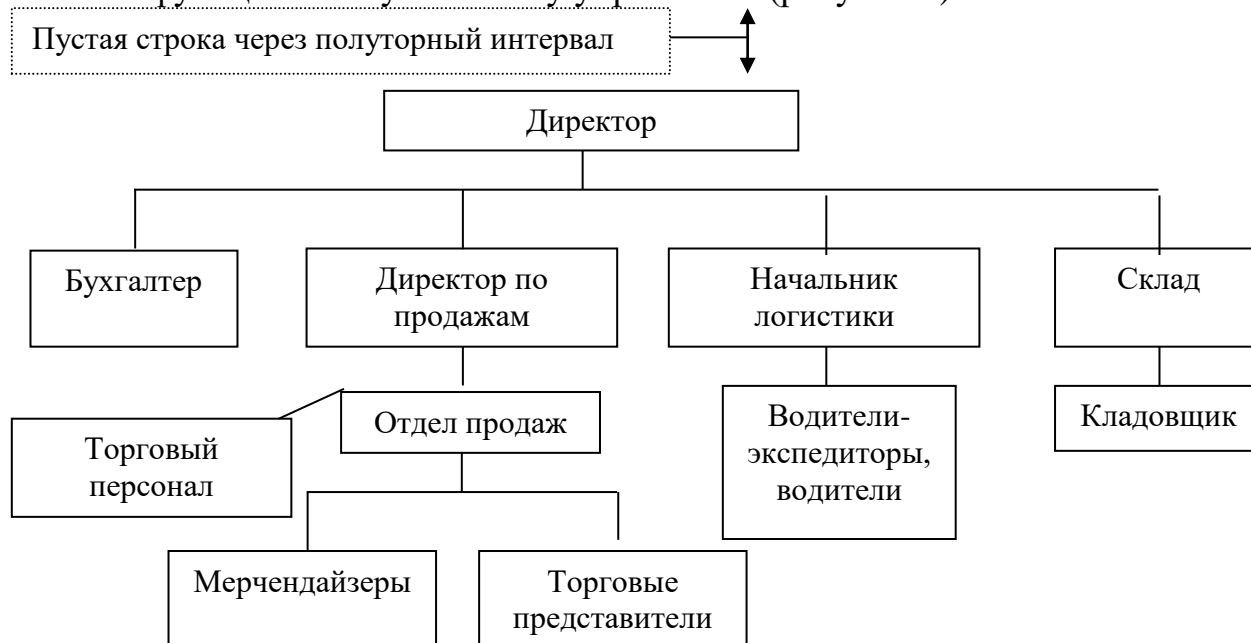 Пустая строка через полуторный интервал
Директор
Бухгалтер
Директор по
продажам
Начальник
логистики
Склад
Торговый
персонал
Отдел продаж
Водители-
экспедиторы,
водители
Кладовщик
Мерчендайзеры
Торговые
представители